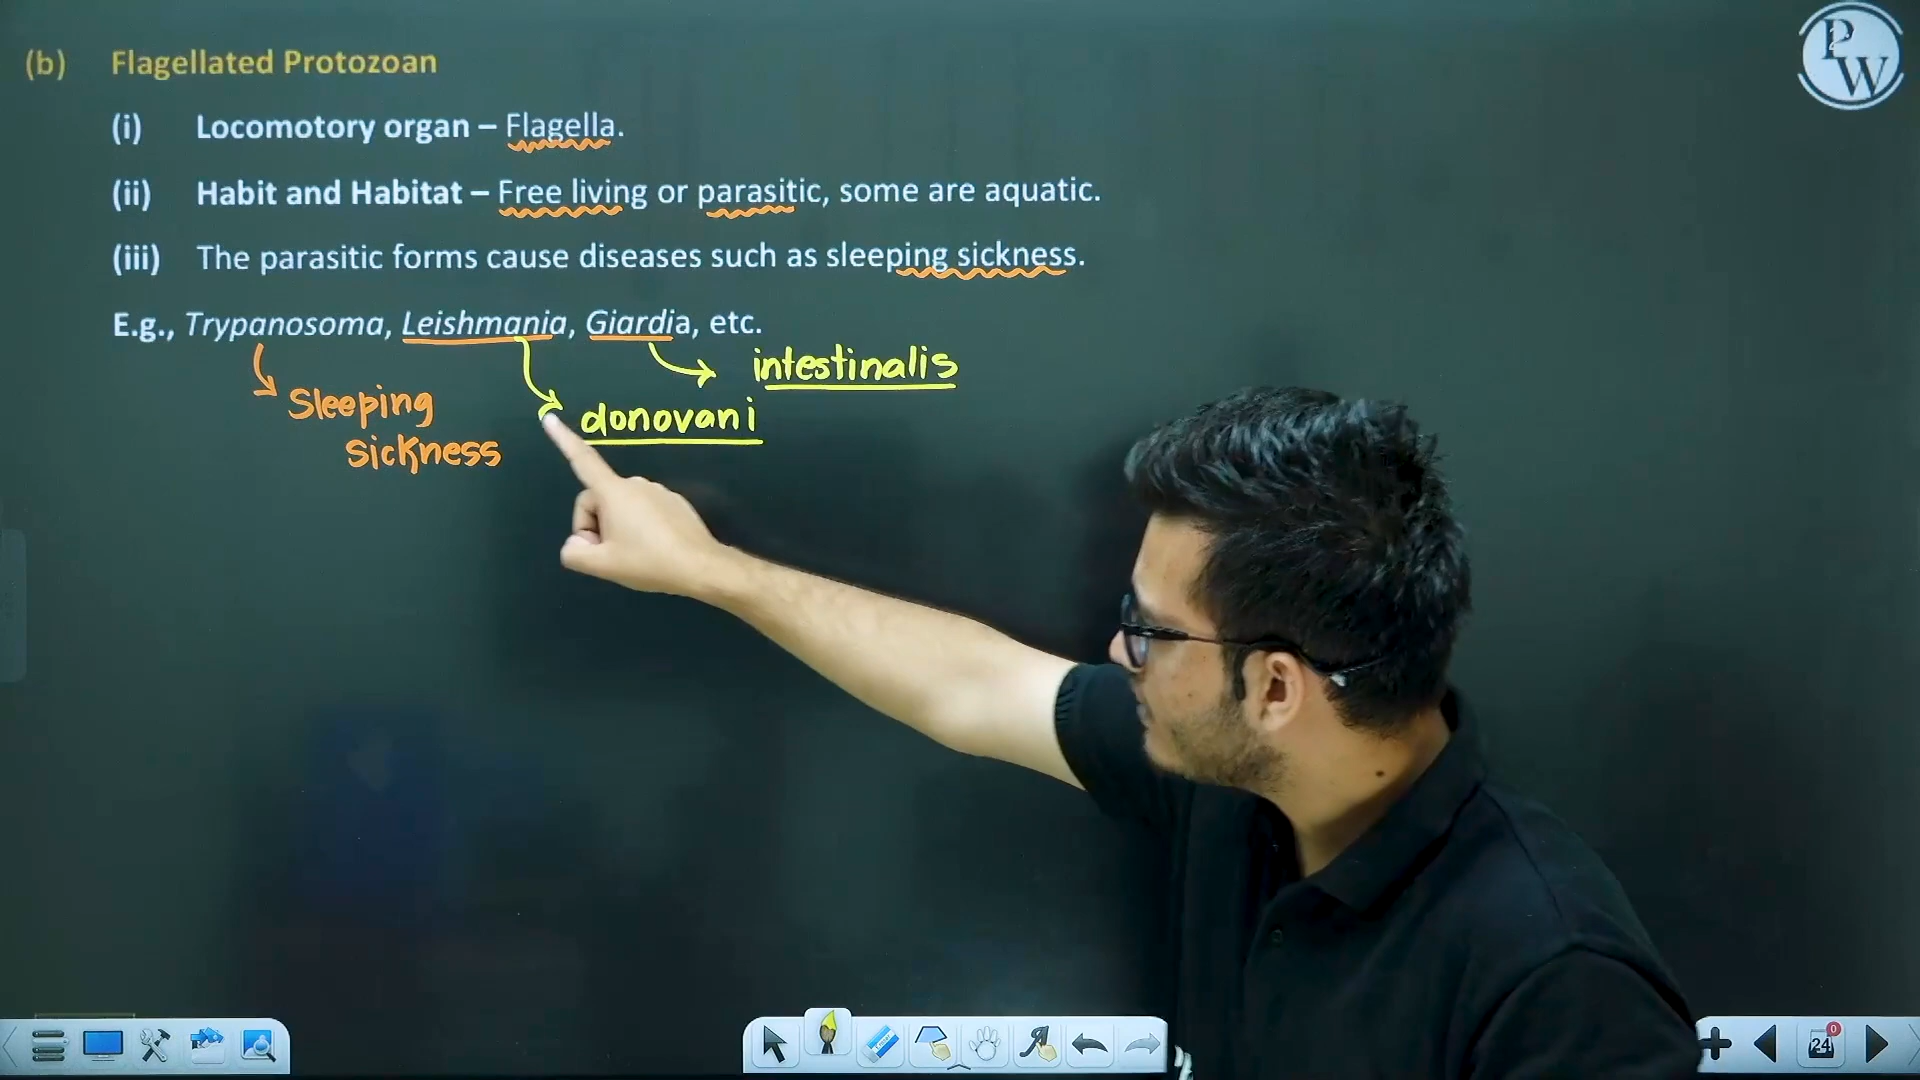 (b) Flagellated Protozoan
(i) Locomotory organ – Flagella.
(ii) Habit and Habitat – Free living or parasitic, some are aquatic.
(iii) The parasitic forms cause diseases such as sleeping sickness.
E.g., Trypanosoma, Leishmania, Giardia, etc.
intestinalis
Sleeping
sickness
donovani
PW
24
0